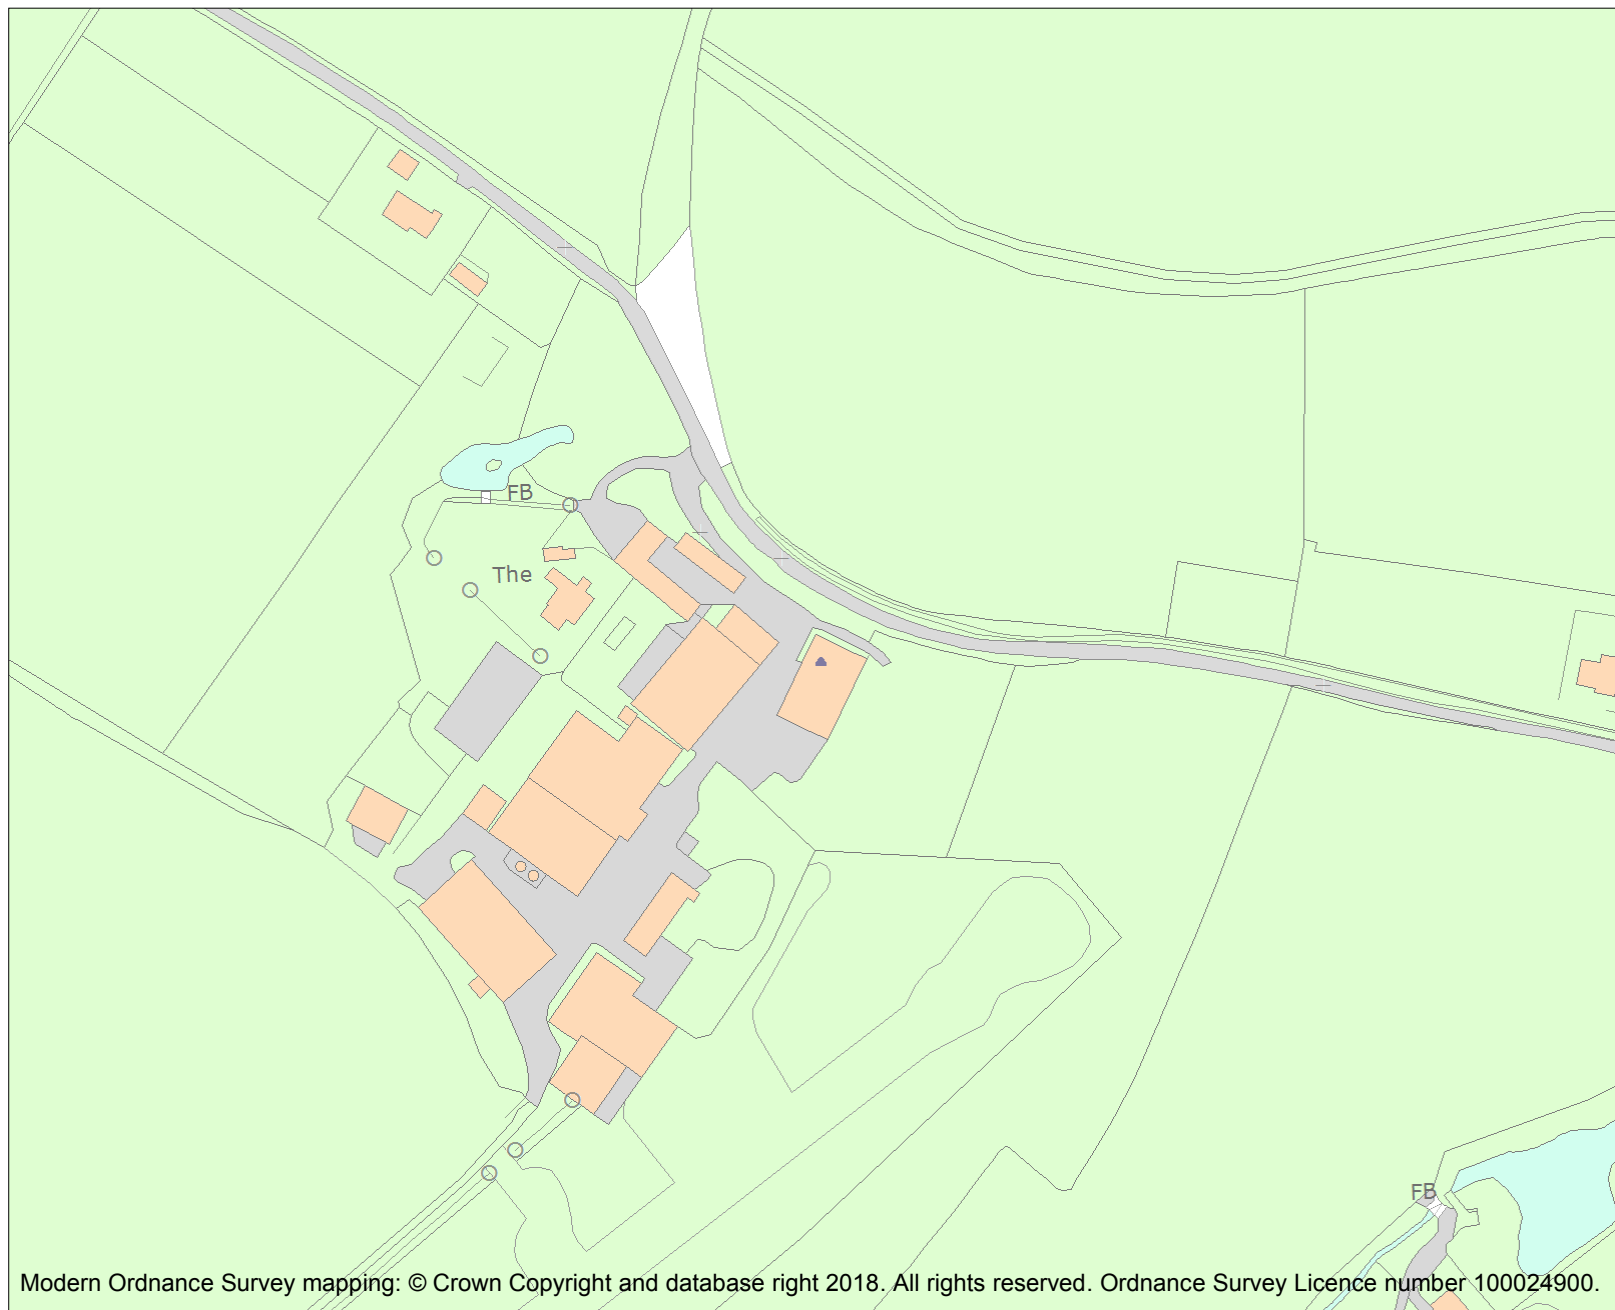 FB
The
FB
Modern Ordnance Survey mapping: © Crown Copyright and database right 2018. All rights reserved. Ordnance Survey Licence number 100024900.